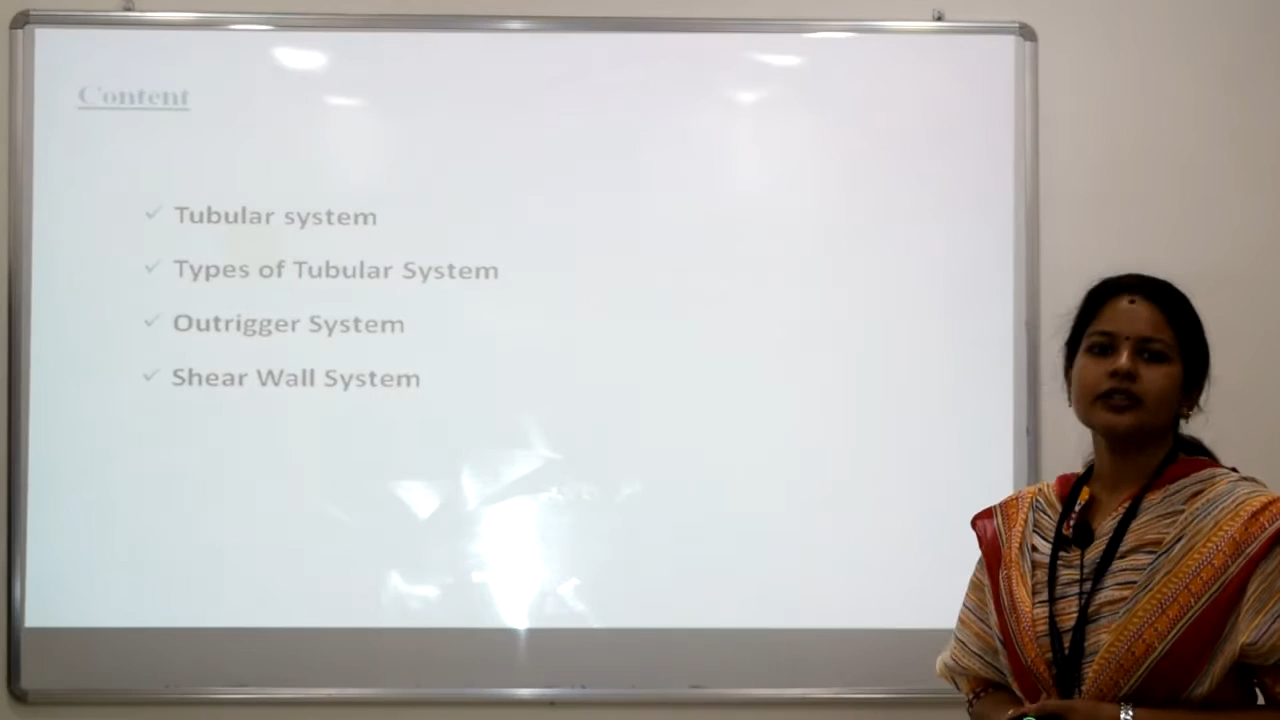 Content
✓ Tubular system
✓ Types of Tubular System
✓ Outrigger System
✓ Shear Wall System